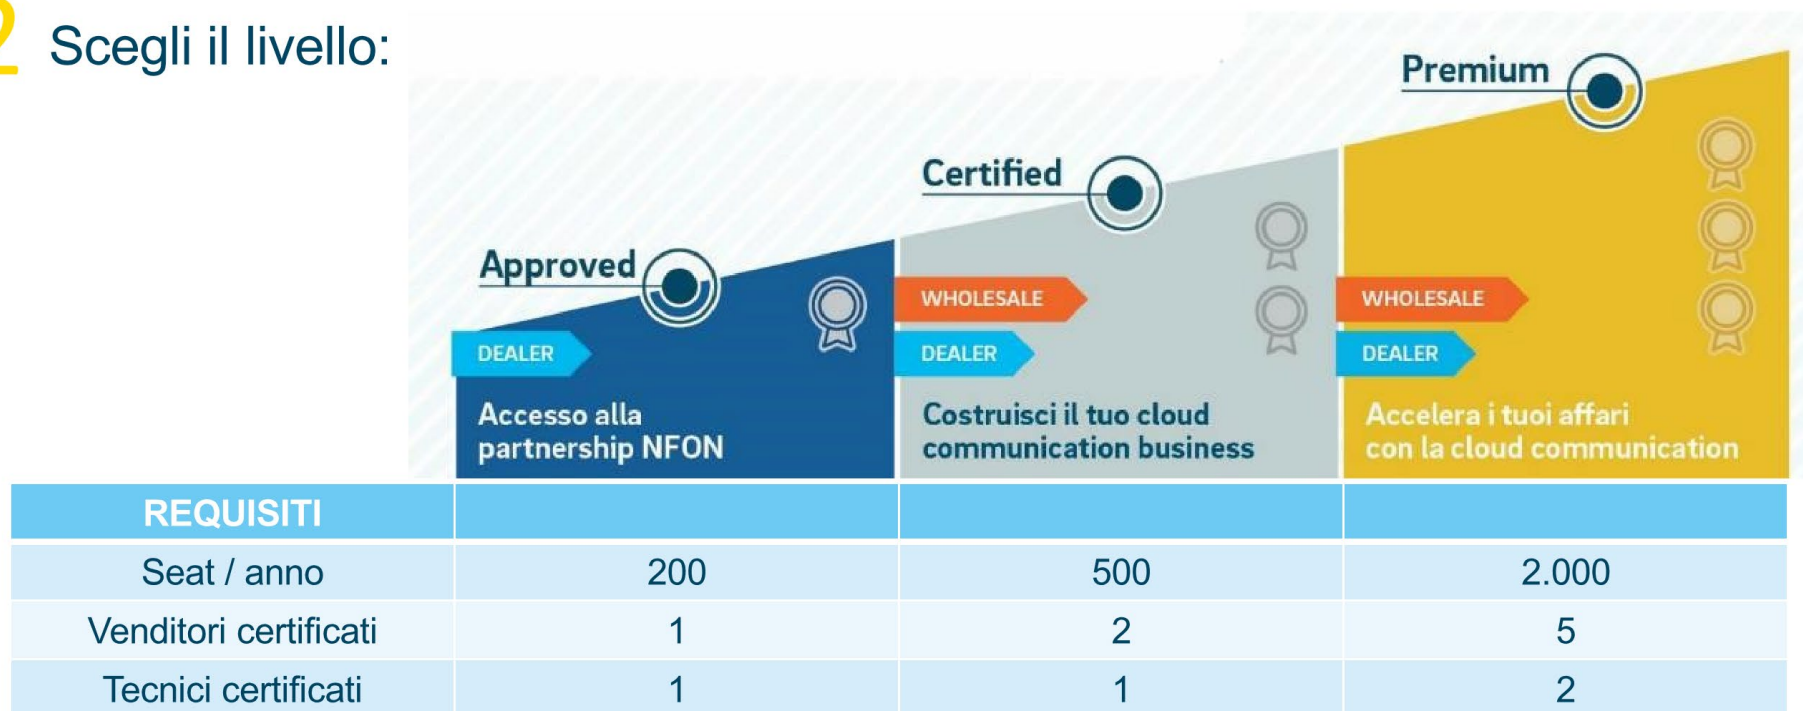 2 Scegli il livello:
Premium
Certified
Approved
WHOLESALE
WHOLESALE
DEALER
DEALER
DEALER
Accesso alla
partnership NFON
Costruisci il tuo cloud
communication business
Accelera i tuoi affari
con la cloud communication
REQUISITI
Seat / anno 200 500 2.000
Venditori certificati 1 2 5
Tecnici certificati 1 1 2